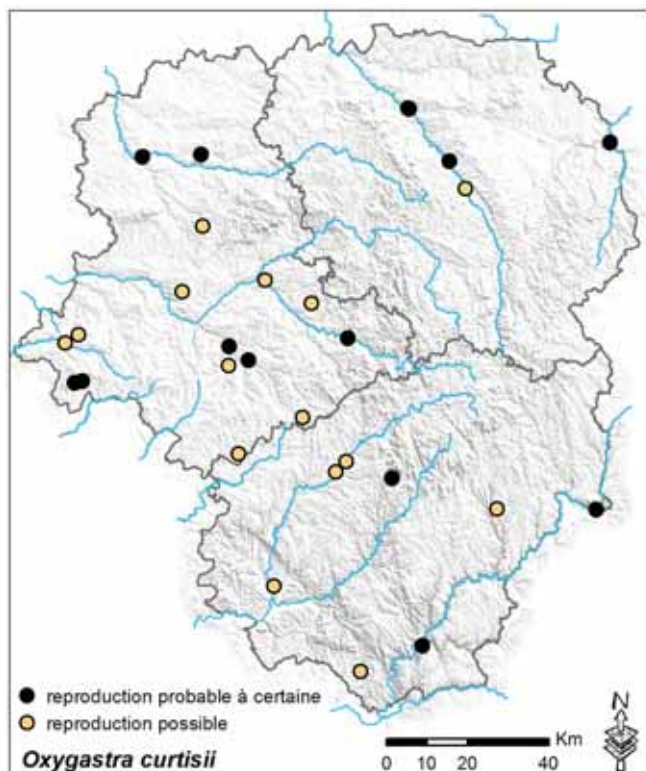 reproduction probable à certaine
reproduction possible
Oxygastra curtisii
N
Km
0 10 20 40